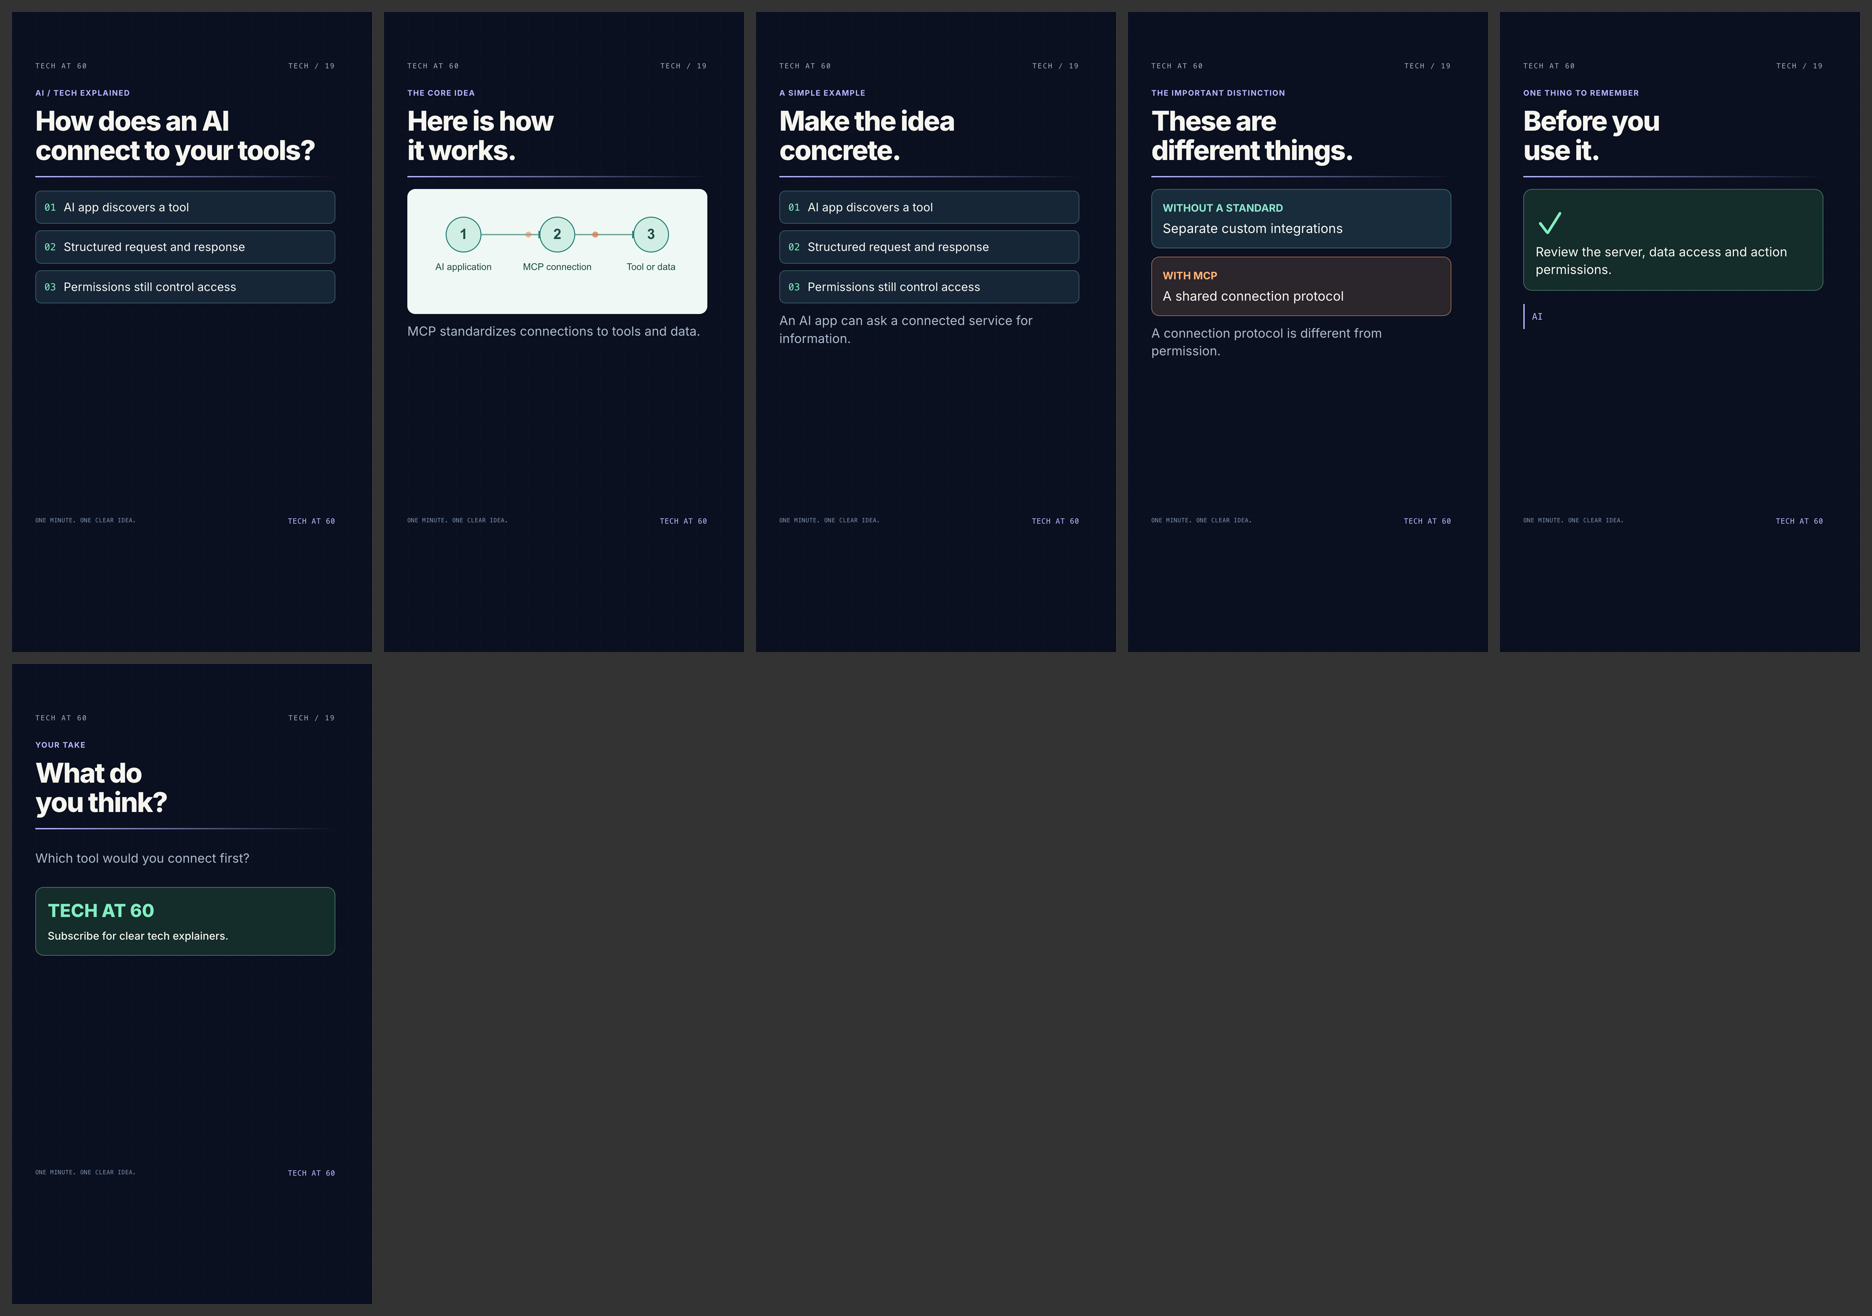 TECH AT 60
TECH / 19
AI / TECH EXPLAINED
How does an AI
connect to your tools?
01 AI app discovers a tool
02 Structured request and response
03 Permissions still control access
ONE MINUTE. ONE CLEAR IDEA.
TECH AT 60
TECH AT 60
TECH / 19
THE CORE IDEA
Here is how
it works.
1
2
3
AI application
MCP connection
Tool or data
MCP standardizes connections to tools and data.
ONE MINUTE. ONE CLEAR IDEA.
TECH AT 60
TECH AT 60
TECH / 19
A SIMPLE EXAMPLE
Make the idea
concrete.
01 AI app discovers a tool
02 Structured request and response
03 Permissions still control access
An AI app can ask a connected service for
information.
ONE MINUTE. ONE CLEAR IDEA.
TECH AT 60
TECH AT 60
TECH / 19
THE IMPORTANT DISTINCTION
These are
different things.
WITHOUT A STANDARD
Separate custom integrations
WITH MCP
A shared connection protocol
A connection protocol is different from
permission.
ONE MINUTE. ONE CLEAR IDEA.
TECH AT 60
TECH AT 60
TECH / 19
ONE THING TO REMEMBER
Before you
use it.
Review the server, data access and action
permissions.
AI
ONE MINUTE. ONE CLEAR IDEA.
TECH AT 60
TECH AT 60
TECH / 19
YOUR TAKE
What do
you think?
Which tool would you connect first?
TECH AT 60
Subscribe for clear tech explainers.
ONE MINUTE. ONE CLEAR IDEA.
TECH AT 60